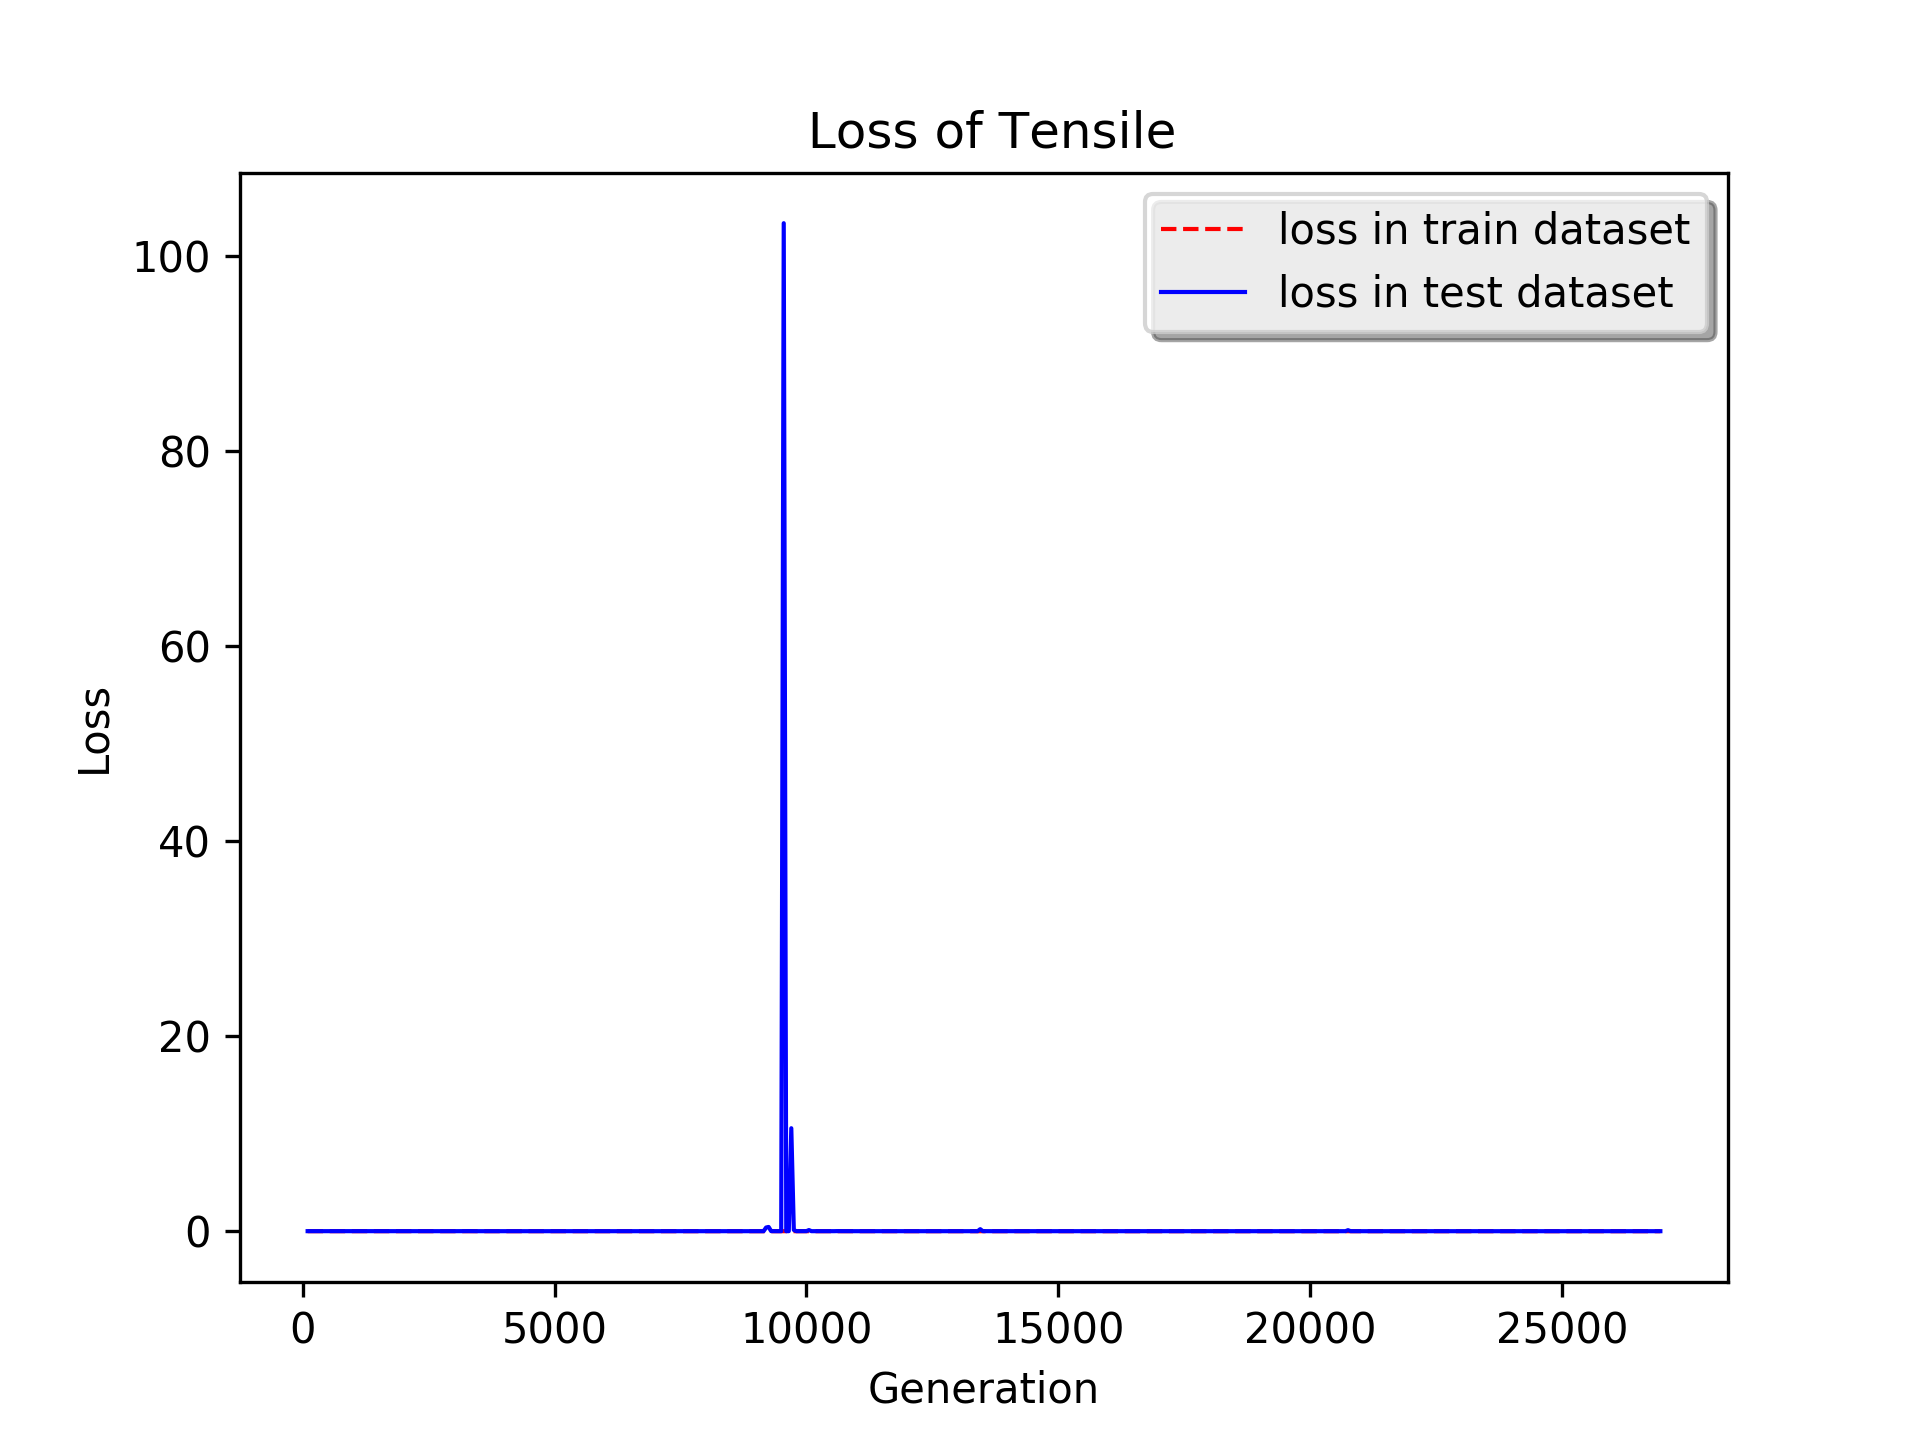 Loss of Tensile
loss in train dataset
loss in test dataset
100
80
60
40
20
0
Loss
0 5000 10000 15000 20000 25000
Generation